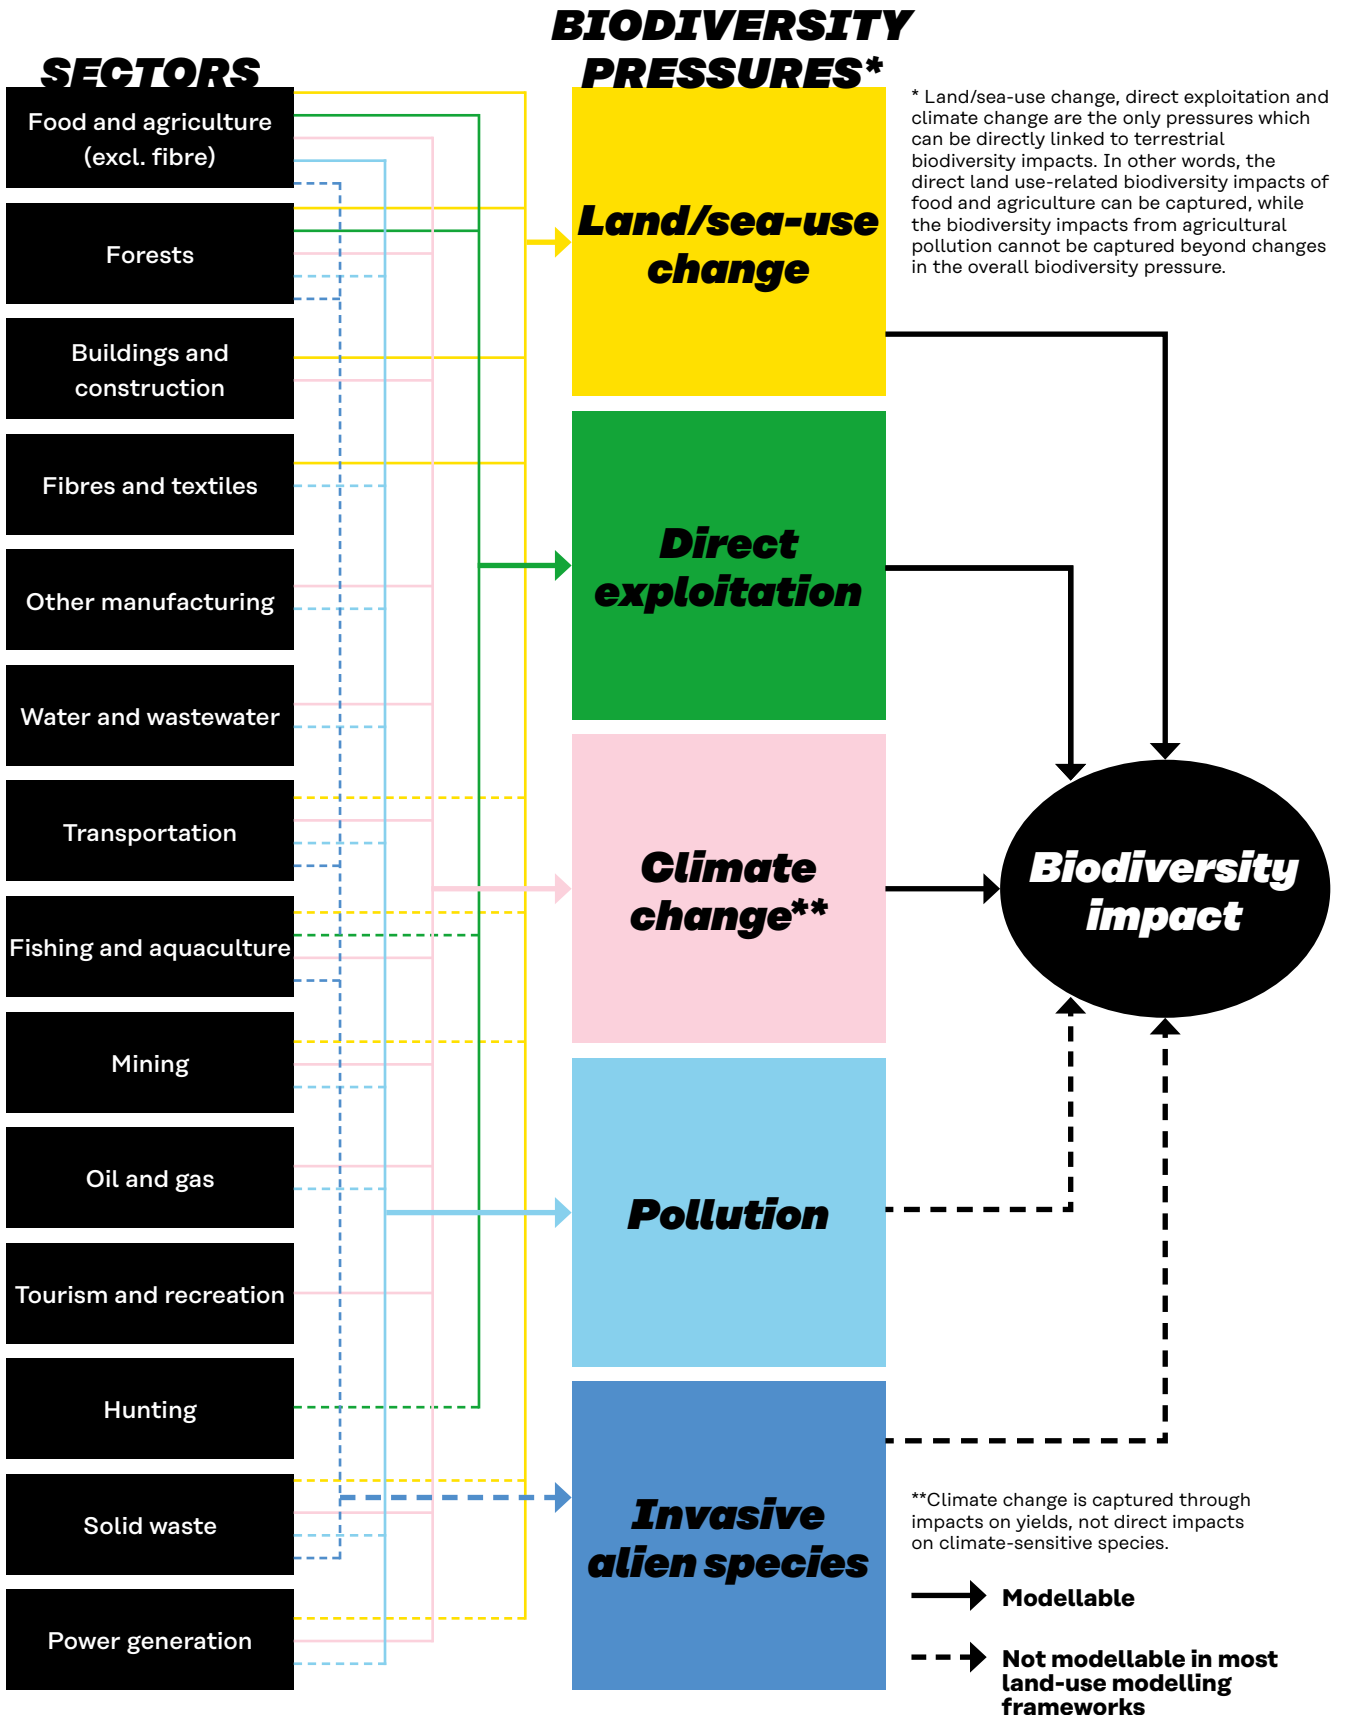 SECTORS
Food and agriculture
(excl. fibre)
Forests
Buildings and
construction
Fibres and textiles
Other manufacturing
Water and wastewater
Transportation
Fishing and aquaculture
Mining
Oil and gas
Tourism and recreation
Hunting
Solid waste
Power generation
BIODIVERSITY
PRESSURES*
Land/sea-use
change
Direct
exploitation
Climate
change**
Pollution
Invasive
alien species
* Land/sea-use change, direct exploitation and
climate change are the only pressures which
can be directly linked to terrestrial
biodiversity impacts. In other words, the
direct land use-related biodiversity impacts of
food and agriculture can be captured, while
the biodiversity impacts from agricultural
pollution cannot be captured beyond changes
in the overall biodiversity pressure.
Biodiversity
impact
**Climate change is captured through
impacts on yields, not direct impacts
on climate-sensitive species.
Modellable
Not modellable in most
land-use modelling
frameworks